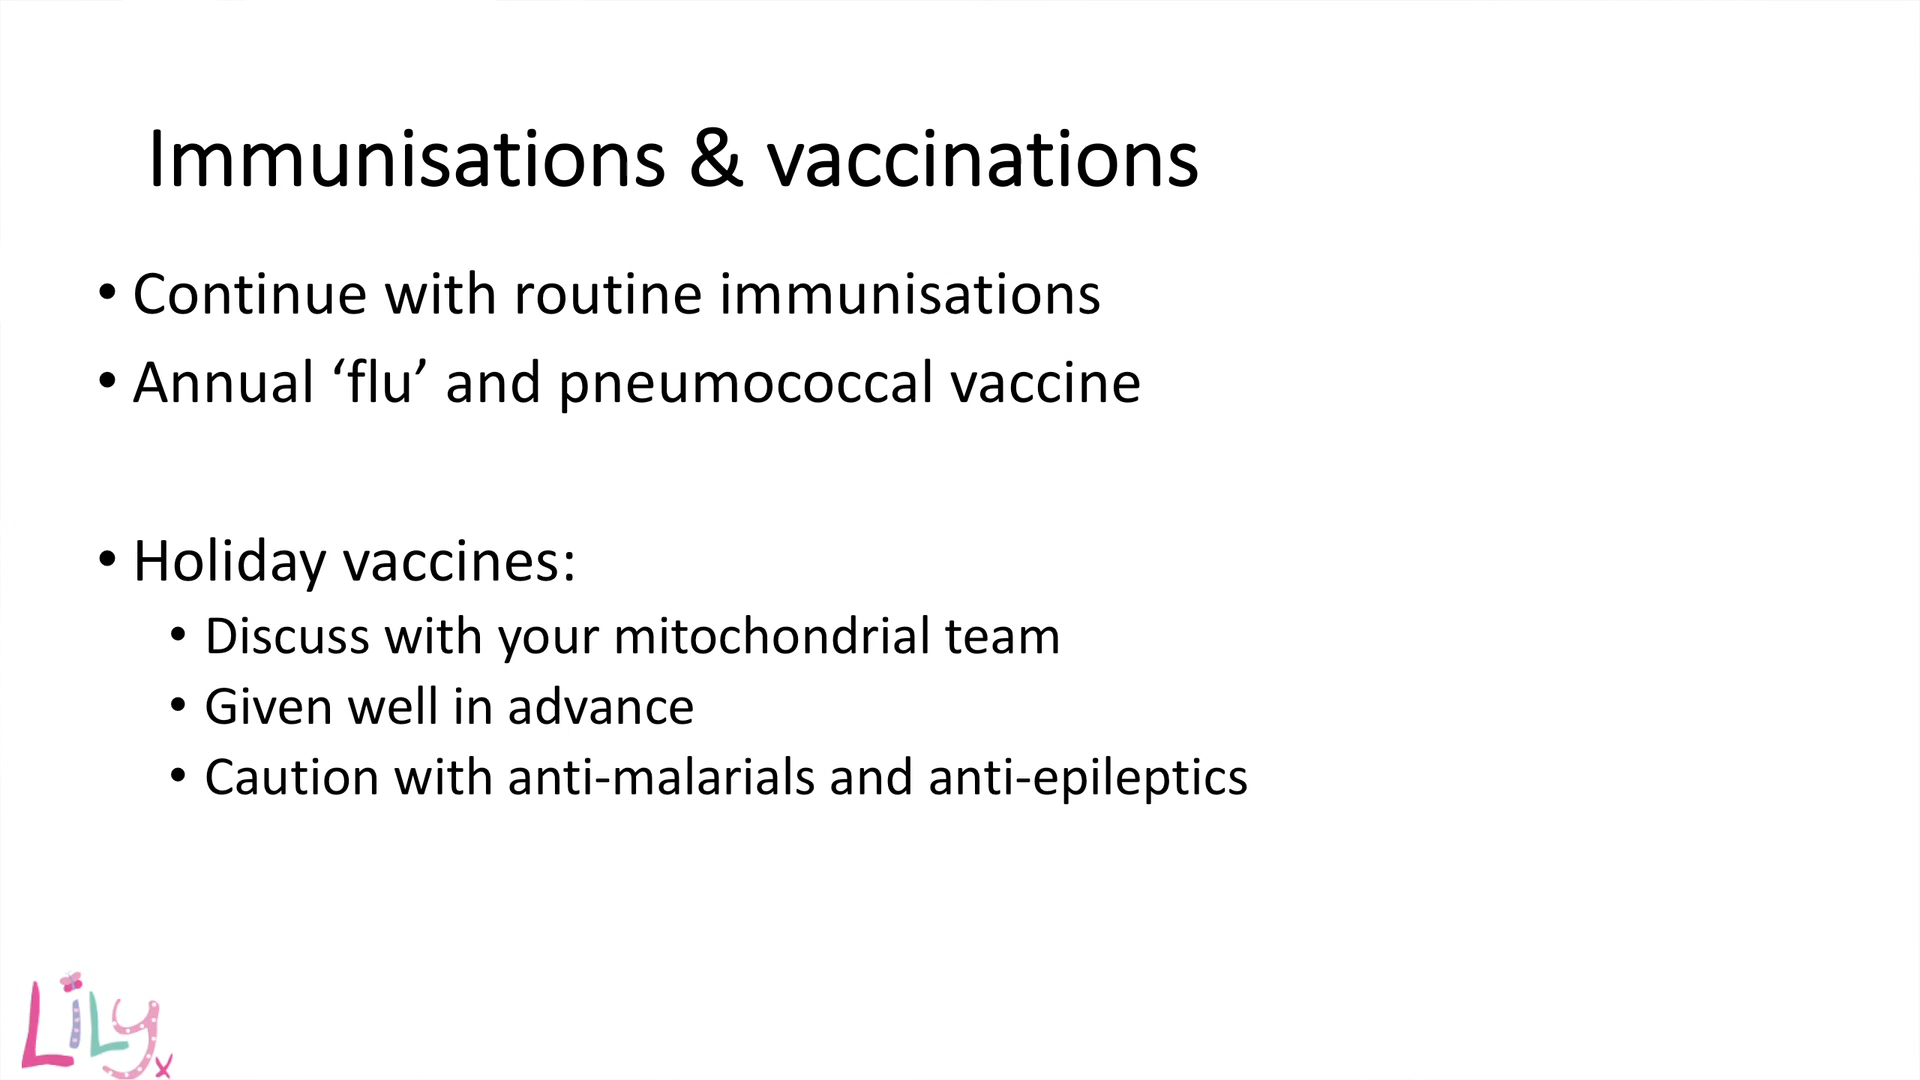 Immunisations & vaccinations
• Continue with routine immunisations
• Annual ‘flu’ and pneumococcal vaccine
• Holiday vaccines:
• Discuss with your mitochondrial team
• Given well in advance
• Caution with anti-malarials and anti-epileptics
LiLy x